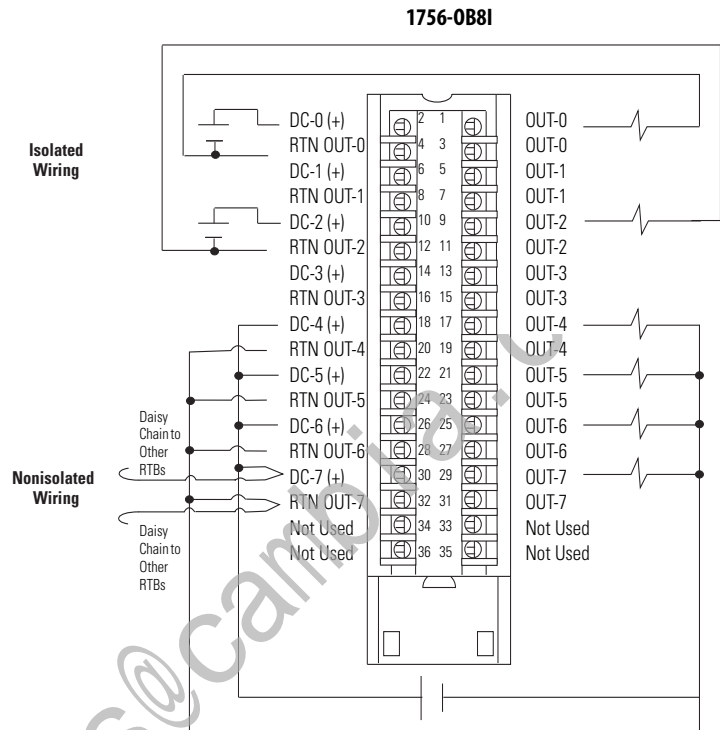 1756-OB8I
Isolated
Wiring
DC-0 (+) 2 1 OUT-0
RTN OUT-0 4 3 OUT-0
DC-1 (+) 6 5 OUT-1
RTN OUT-1 8 7 OUT-1
DC-2 (+) 10 9 OUT-2
RTN OUT-2 12 11 OUT-2
DC-3 (+) 14 13 OUT-3
RTN OUT-3 16 15 OUT-3
DC-4 (+) 18 17 OUT-4
RTN OUT-4 20 19 OUT-4
DC-5 (+) 22 21 OUT-5
RTN OUT-5 24 23 OUT-5
DC-6 (+) 26 25 OUT-6
RTN OUT-6 28 27 OUT-6
DC-7 (+) 30 29 OUT-7
RTN OUT-7 32 31 OUT-7
Not Used 34 33 Not Used
Not Used 36 35 Not Used
Daisy
Chain to
Other
RTBs
Nonisolated
Wiring
Daisy
Chain to
Other
RTBs
s@cambia.c